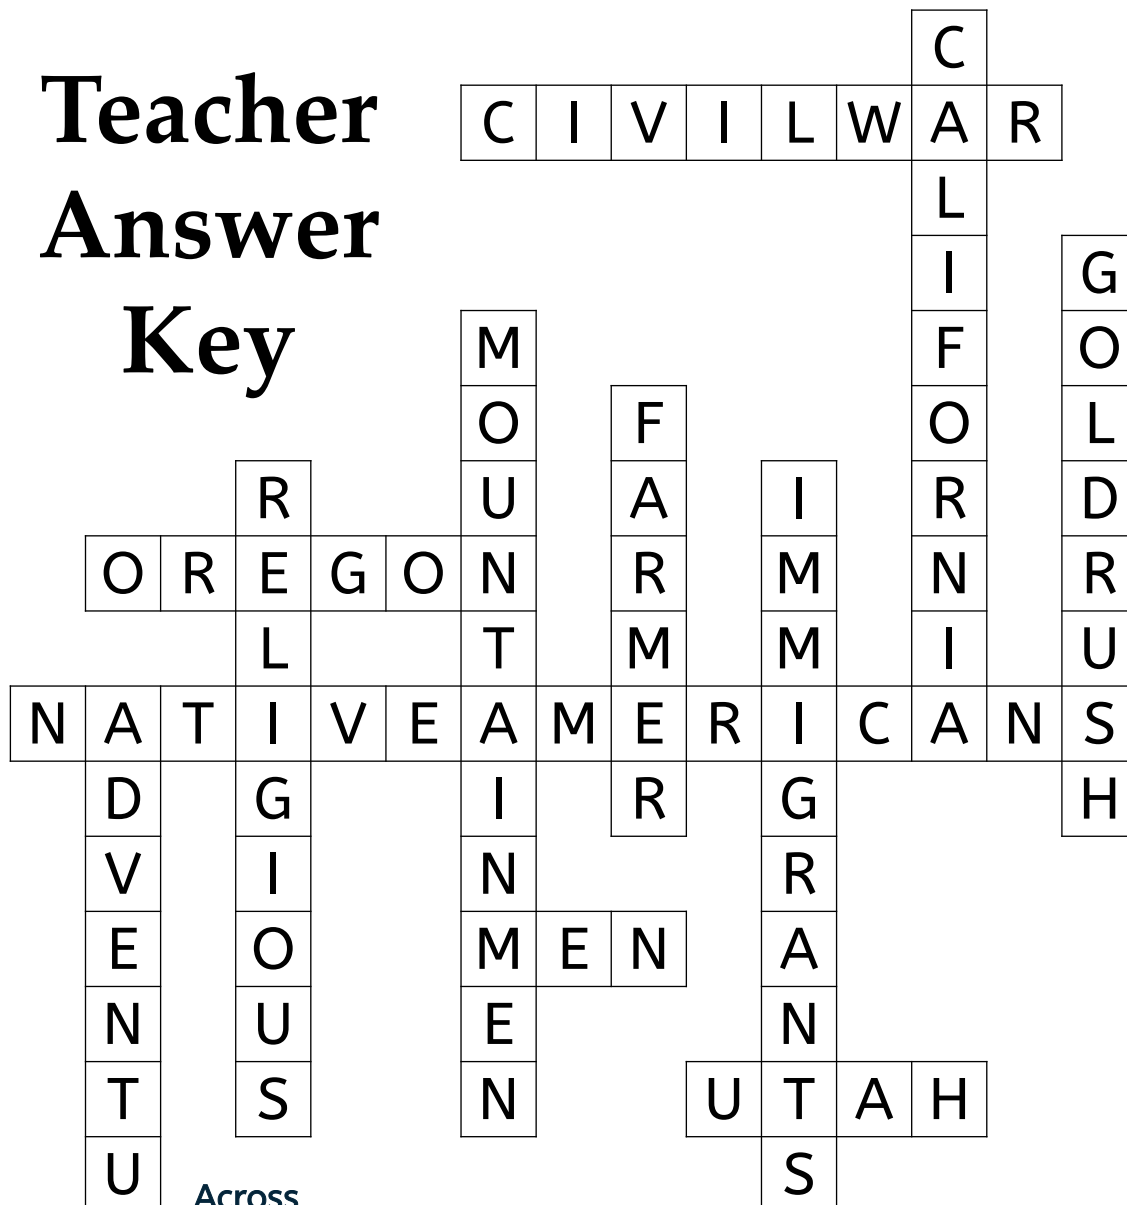 Teacher
Answer
Key
CALIFORNIA
CIVILWAR
GOLDRUSH
MOUNTAINMEN
FARMER
RELIGIOUS
IMMIGRANTS
OREGON
NATIVEAMERICANS
ADVENTU
MEN
UTAH
Across